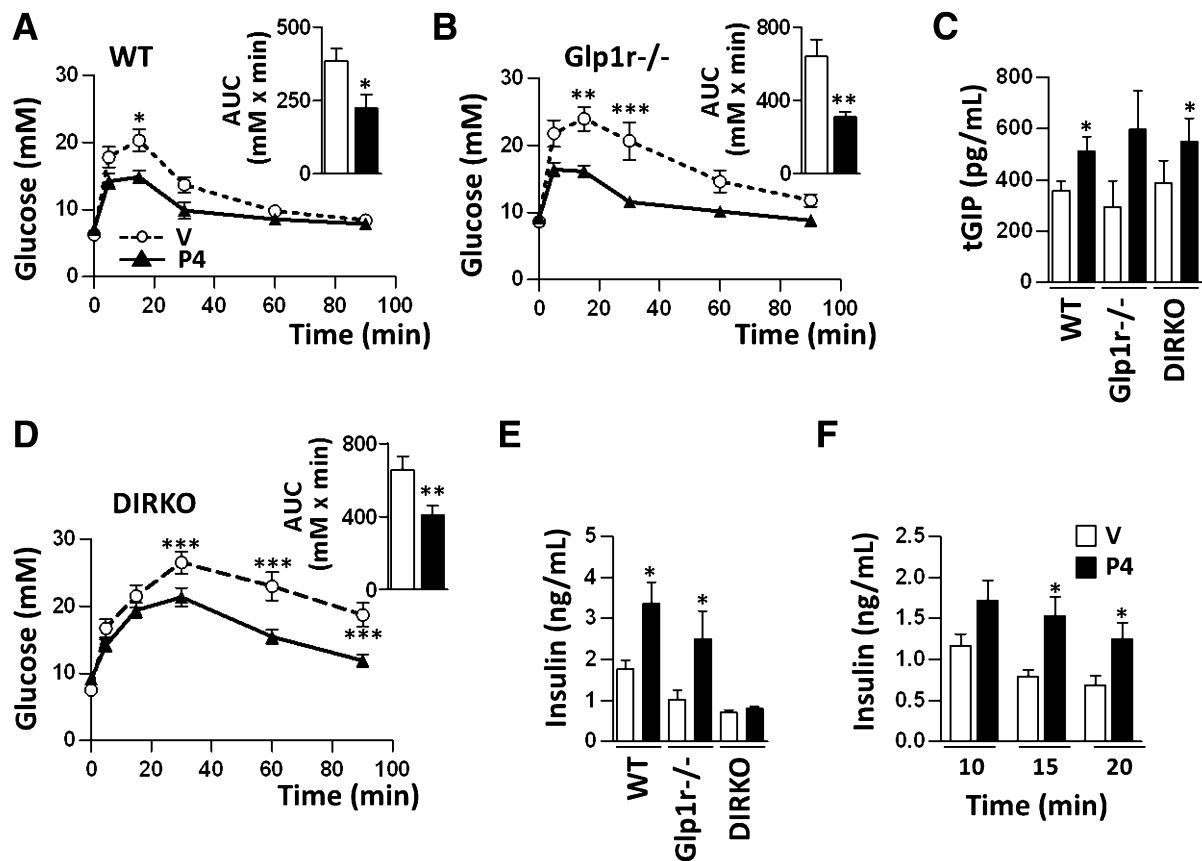 A
WT
Glucose (mM)
30
20
10
0
0 20 40 60 80 100
Time (min)
V
P4
*
AUC
(mM x min)
500
250
0
*
B
Glp1r-/-
Glucose (mM)
30
20
10
0
0 20 40 60 80 100
Time (min)
** ***
AUC
(mM x min)
800
400
0
**
C
tGIP (pg/mL)
800
600
400
200
0
* *
WT
Glp1r-/-
DIRKO
D
DIRKO
Glucose (mM)
30
20
10
0
0 20 40 60 80 100
Time (min)
*** ***
***
AUC
(mM x min)
800
400
0
**
E
Insulin (ng/mL)
5
4
3
2
1
0
* *
WT
Glp1r-/-
DIRKO
F
Insulin (ng/mL)
2.5
2.0
1.5
1.0
0.5
0.0
V
P4
* *
10 15 20
Time (min)